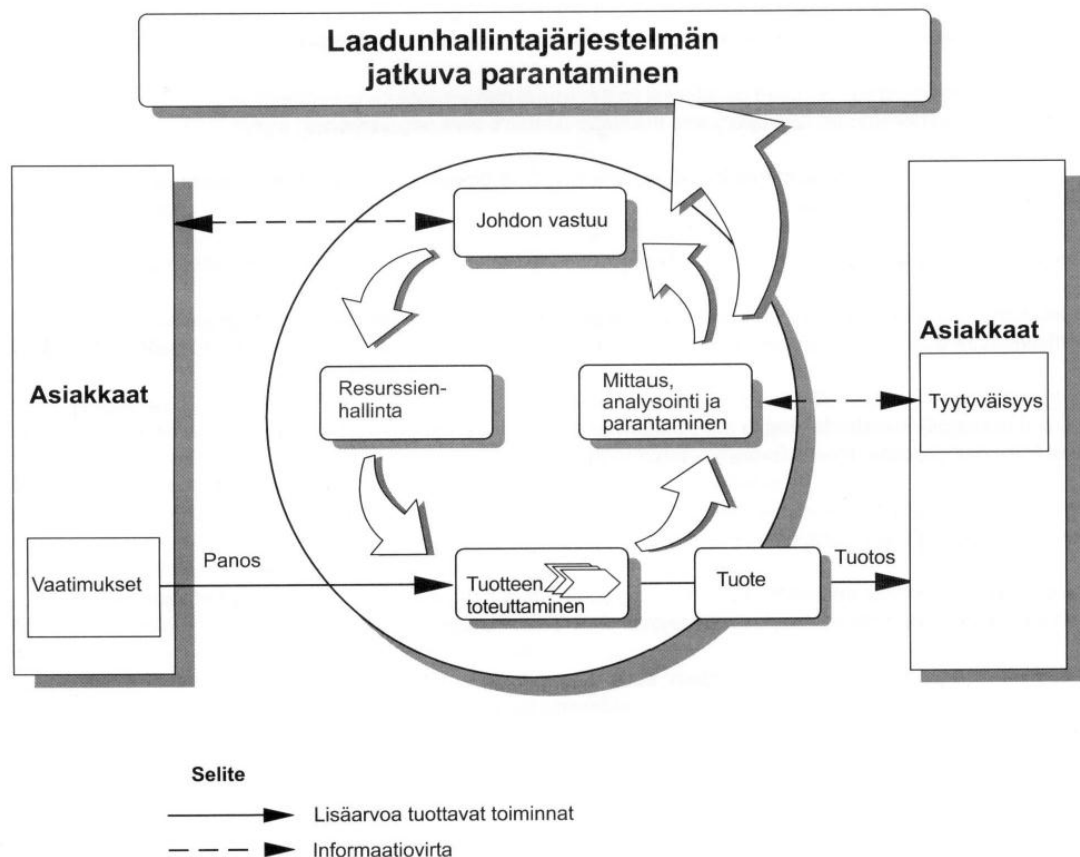 Laadunhallintajärjestelmän
jatkuva parantaminen
Johdon vastuu
Asiakkaat
Asiakkaat
Resurssien-
hallinta
Mittaus,
analysointi ja
parantaminen
Tyytyväisyys
Vaatimukset
Panos
Tuotteen
toteuttaminen
Tuote
Tuotos
Selite
Lisäarvoa tuottavat toiminnat
Informaatiovirta